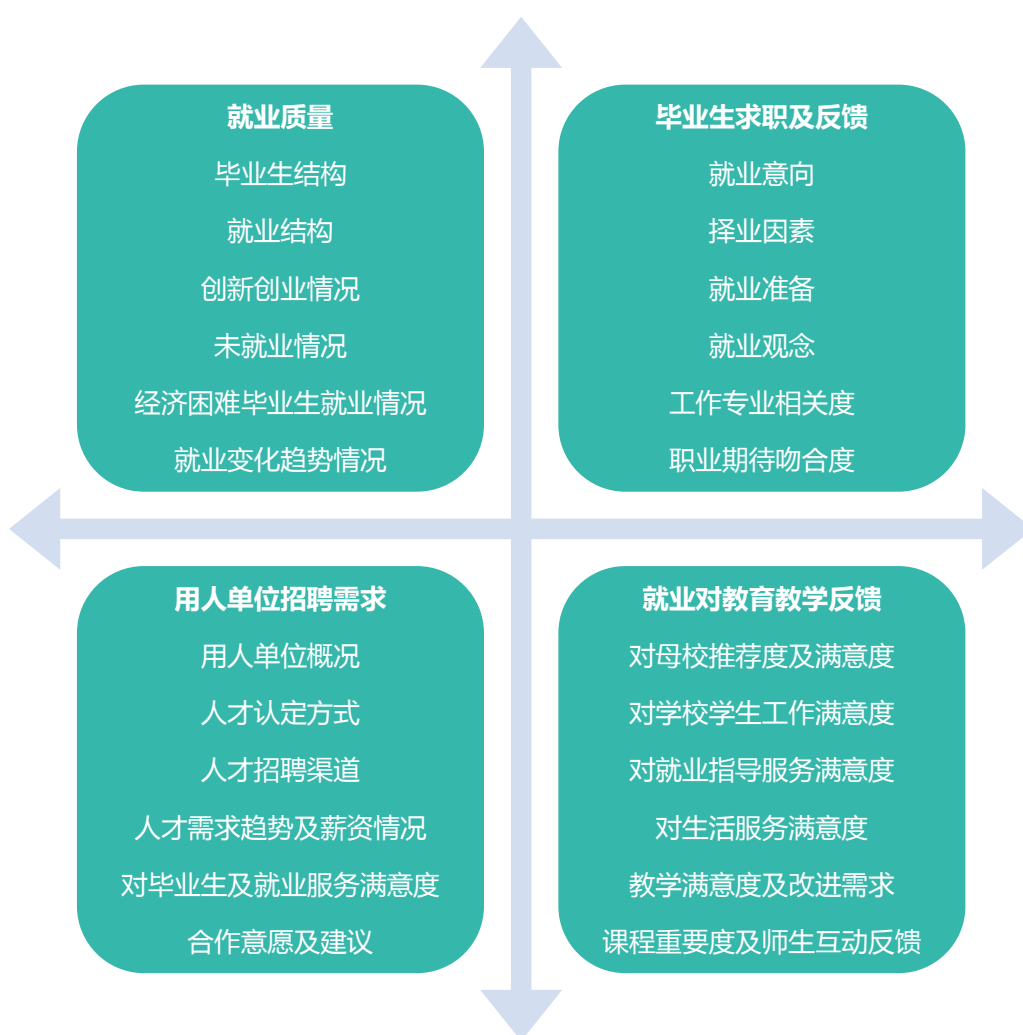 就业质量
毕业生结构
就业结构
创新创业情况
未就业情况
经济困难毕业生就业情况
就业变化趋势情况
毕业生求职及反馈
就业意向
择业因素
就业准备
就业观念
工作专业相关度
职业期待吻合度
用人单位招聘需求
用人单位概况
人才认定方式
人才招聘渠道
人才需求趋势及薪资情况
对毕业生及就业服务满意度
合作意愿及建议
就业对教育教学反馈
对母校推荐度及满意度
对学校学生工作满意度
对就业指导服务满意度
对生活服务满意度
教学满意度及改进需求
课程重要度及师生互动反馈